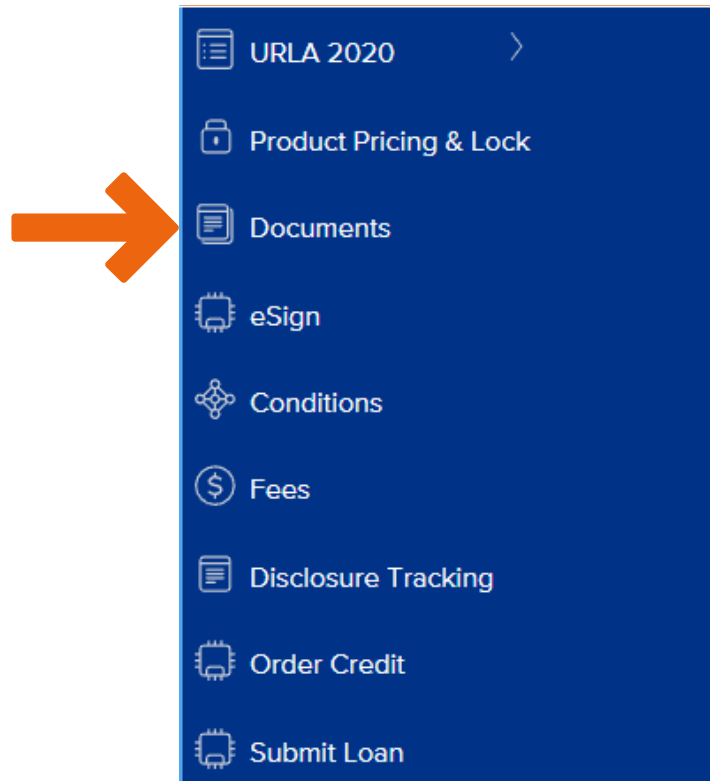 URLA 2020
Product Pricing & Lock
Documents
eSign
Conditions
$ Fees
Disclosure Tracking
Order Credit
Submit Loan